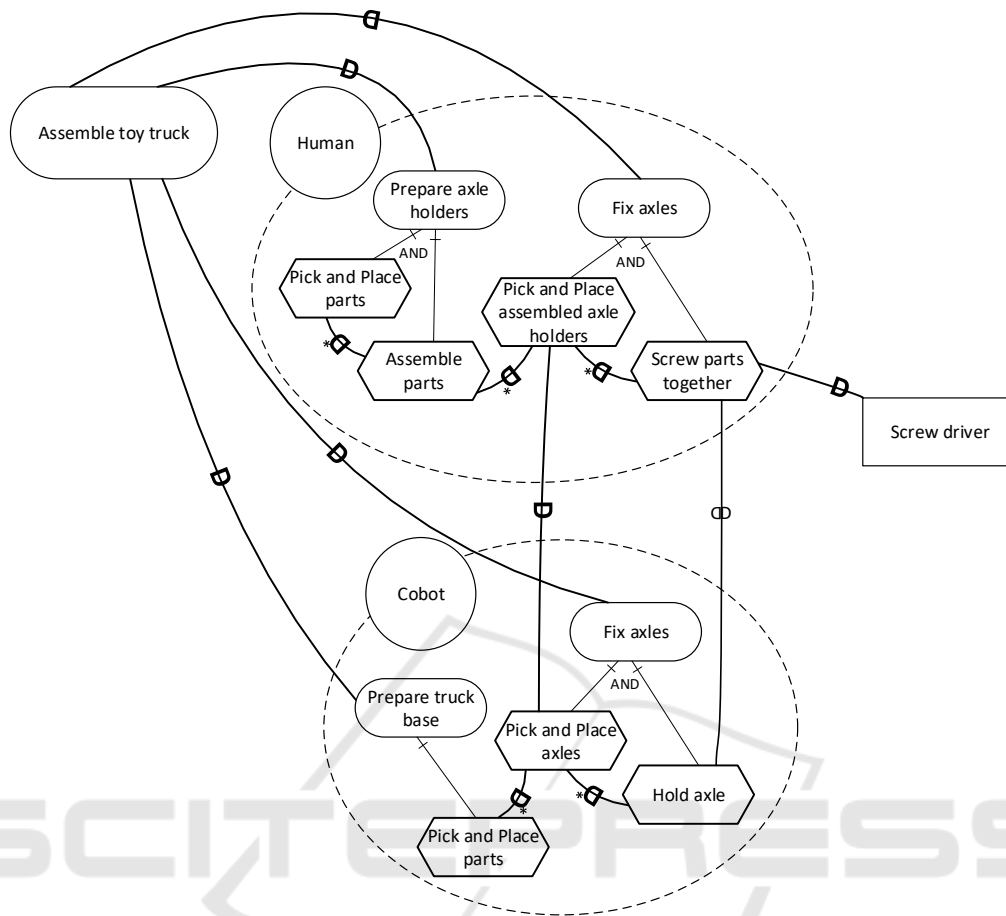 D
D
Assemble toy truck
Human
Prepare axle
holders
Fix axles
AND
AND
Pick and Place
parts
Pick and Place
assembled axle
holders
*D
Assemble
parts
D
*
*D
Screw parts
together
D
Screw driver
D
D
D
D
Cobot
Fix axles
AND
Prepare truck
base
Pick and Place
axles
Hold axle
*D
D
*
Pick and Place
parts
SCITEPRESS